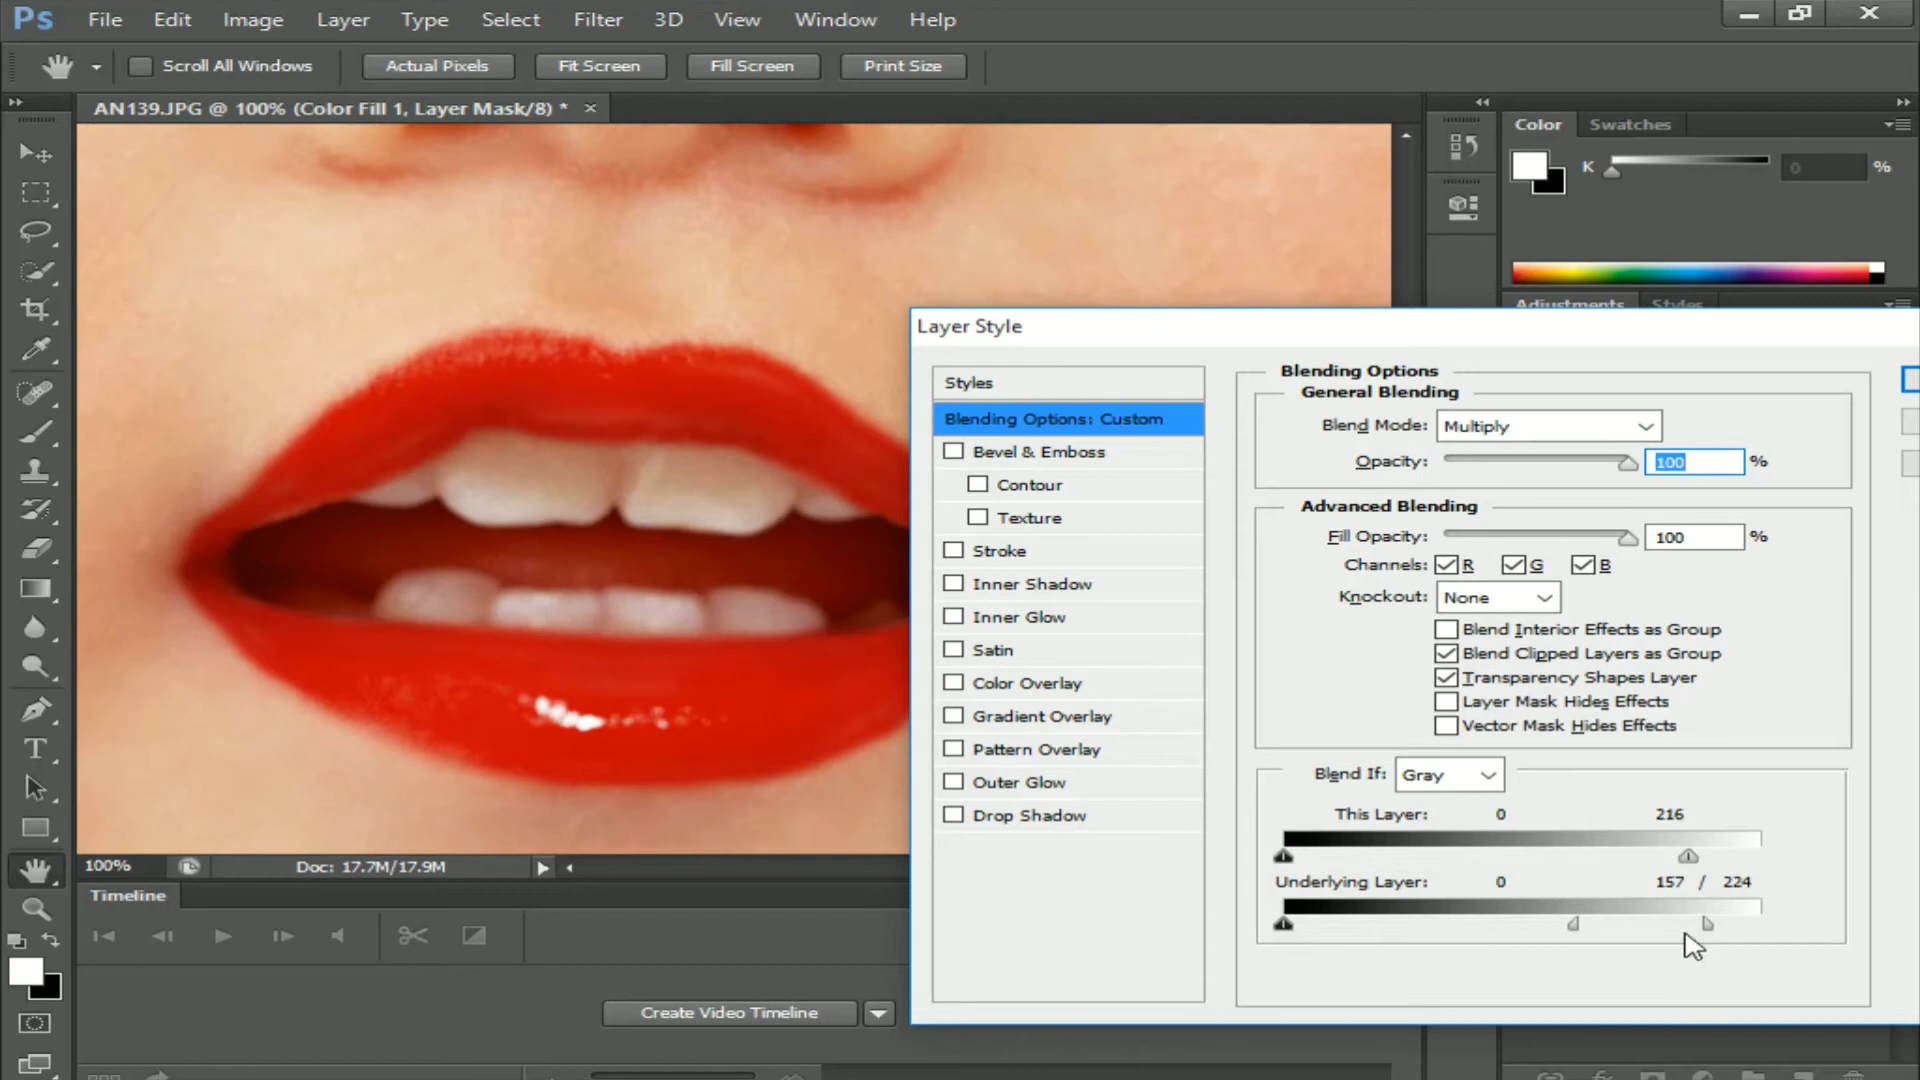 Ps File Edit Image Layer Type Select Filter 3D View Window Help
Scroll All Windows Actual Pixels Fit Screen Fill Screen Print Size
AN139.JPG @ 100% (Color Fill 1, Layer Mask/8) * ×
Color Swatches
K 0 %
Adjustments Styles
Layer Style
Styles
Blending Options: Custom
Bevel & Emboss
Contour
Texture
Stroke
Inner Shadow
Inner Glow
Satin
Color Overlay
Gradient Overlay
Pattern Overlay
Outer Glow
Drop Shadow
Blending Options
General Blending
Blend Mode: Multiply
Opacity: 100 %
Advanced Blending
Fill Opacity: 100 %
Channels: R G B
Knockout: None
Blend Interior Effects as Group
Blend Clipped Layers as Group
Transparency Shapes Layer
Layer Mask Hides Effects
Vector Mask Hides Effects
Blend If: Gray
This Layer: 0 216
Underlying Layer: 0 157 / 224
100% Doc: 17.7M/17.9M
Timeline
T
Create Video Timeline